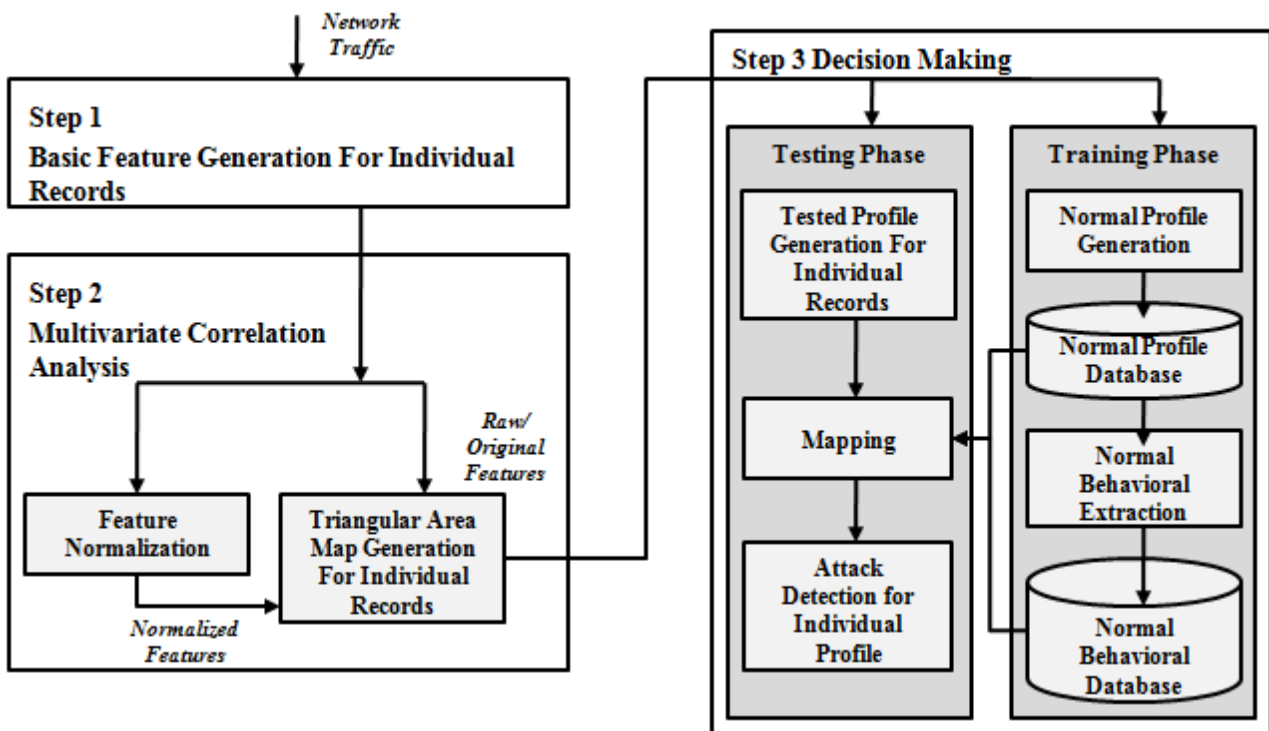 Network
Traffic
Step 1
Basic Feature Generation For Individual
Records
Step 2
Multivariate Correlation
Analysis
Raw/
Original
Features
Feature
Normalization
Triangular Area
Map Generation
For Individual
Records
Normalized
Features
Step 3 Decision Making
Testing Phase
Tested Profile
Generation For
Individual
Records
Mapping
Attack
Detection for
Individual
Profile
Training Phase
Normal Profile
Generation
Normal Profile
Database
Normal
Behavioral
Extraction
Normal
Behavioral
Database